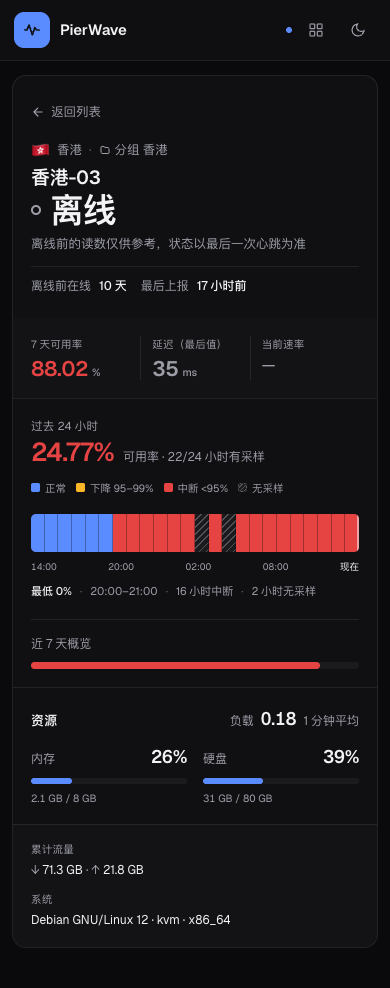 PierWave
返回列表
香港 · 分组 香港
香港-03
离线
离线前的读数仅供参考，状态以最后一次心跳为准
离线前在线 10 天 最后上报 17 小时前
7 天可用率 延迟（最后值） 当前速率
88.02 % 35 ms —
过去 24 小时
24.77% 可用率 · 22/24 小时有采样
正常 下降 95–99% 中断 <95% 无采样
14:00 20:00 02:00 08:00 现在
最低 0% · 20:00–21:00 · 16 小时中断 · 2 小时无采样
近 7 天概览
资源 负载 0.18 1 分钟平均
内存 26% 硬盘 39%
2.1 GB / 8 GB 31 GB / 80 GB
累计流量
↓ 71.3 GB · ↑ 21.8 GB
系统
Debian GNU/Linux 12 · kvm · x86_64